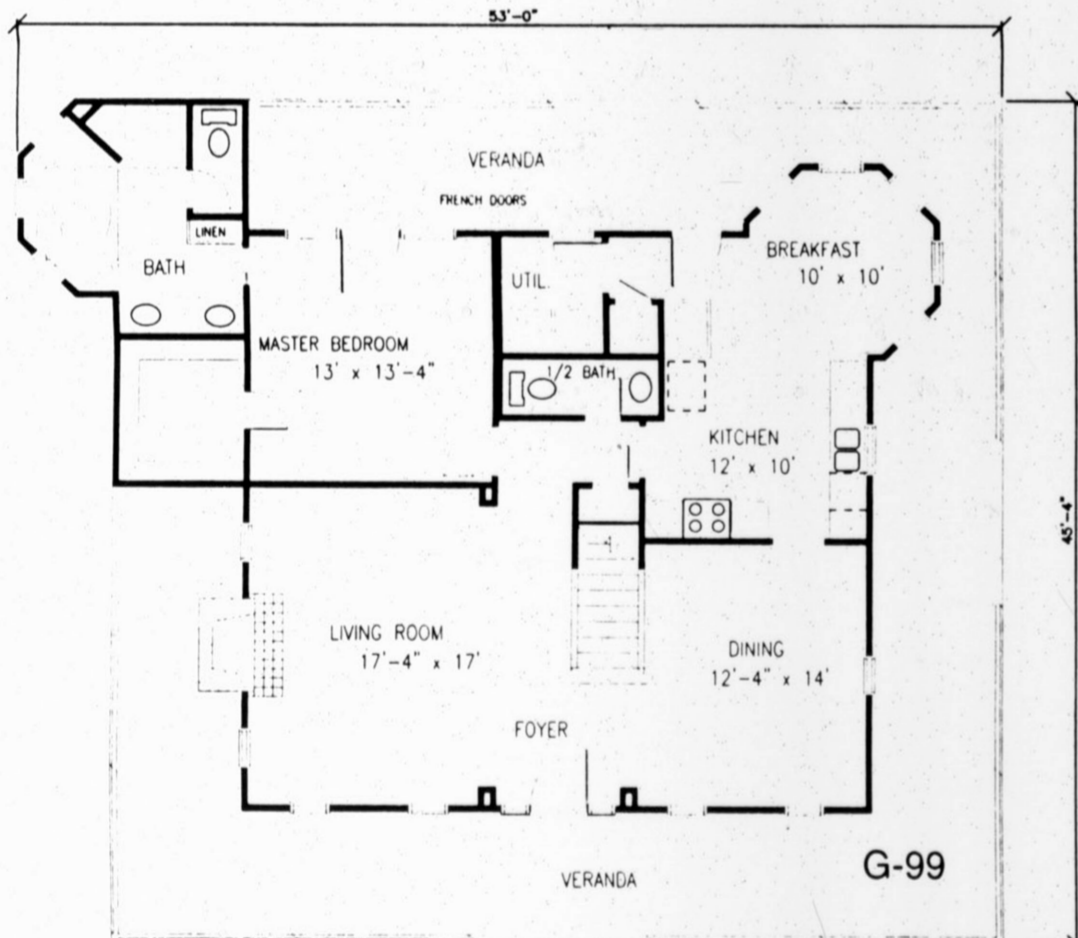 53'-0"
VERANDA
FRENCH DOORS
LINEN
BATH
UTIL.
BREAKFAST
10' x 10'
MASTER BEDROOM
13' x 13'-4"
1/2 BATH
KITCHEN
12' x 10'
45'-4"
LIVING ROOM
17'-4" x 17'
DINING
12'-4" x 14'
FOYER
VERANDA
G-99